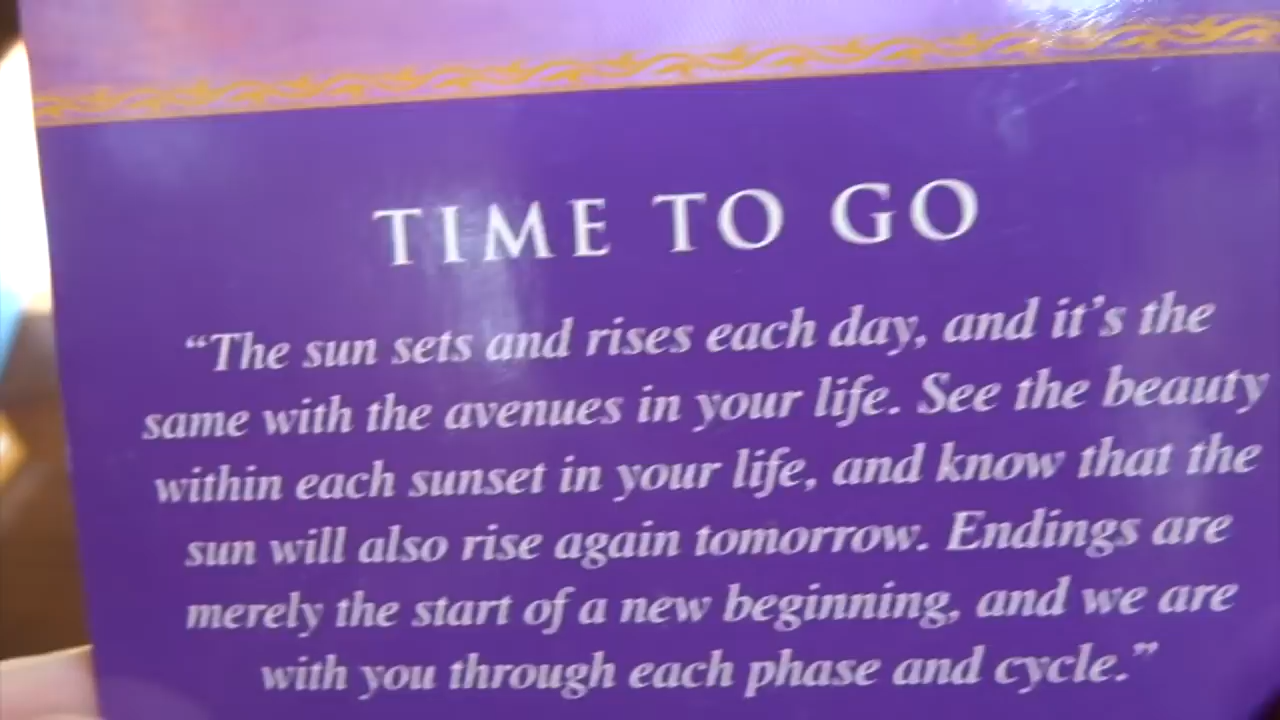 TIME TO GO
“The sun sets and rises each day, and it’s the
same with the avenues in your life. See the beauty
within each sunset in your life, and know that the
sun will also rise again tomorrow. Endings are
merely the start of a new beginning, and we are
with you through each phase and cycle.”